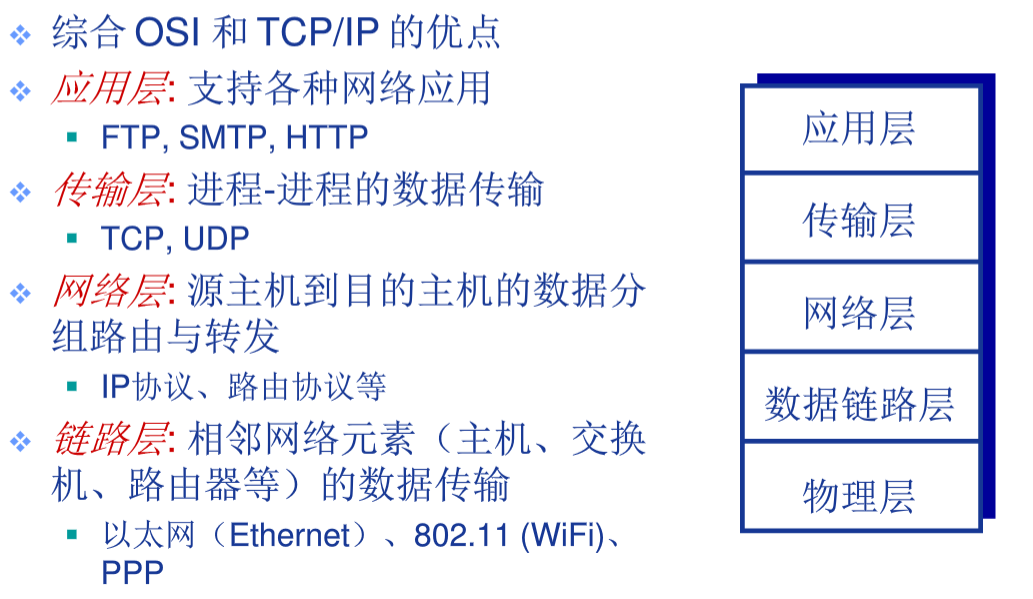 综合 OSI 和 TCP/IP 的优点
应用层: 支持各种网络应用
FTP, SMTP, HTTP
传输层: 进程-进程的数据传输
TCP, UDP
网络层: 源主机到目的主机的数据分
组路由与转发
IP协议、路由协议等
链路层: 相邻网络元素（主机、交换
机、路由器等）的数据传输
以太网（Ethernet）、802.11 (WiFi)、
PPP
应用层
传输层
网络层
数据链路层
物理层